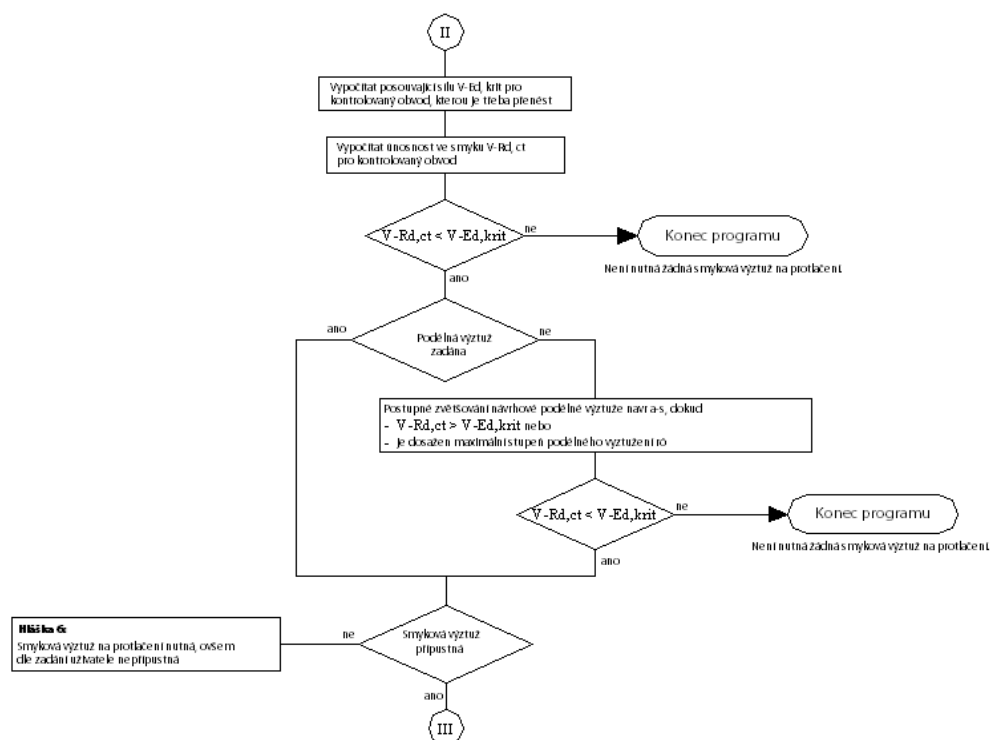 II
Vypočítat posouvající sílu V-Ed, krit pro
kontrolovaný obvod, kterou je třeba přenést
Vypočítat únosnost ve smyku V-Rd, ct
pro kontrolovaný obvod
V-Rd,ct < V-Ed,krit
ne
Konec programu
Není nutná žádná smyková výztuž na protlačení.
ano
ano
Podélná výztuž
zadána
ne
Postupné zvětšování návrhové podélné výztuže navra-s, dokud
- V-Rd,ct > V-Ed,krit nebo
- je dosažen maximální stupeň podélného vyztužení ró
V-Rd,ct < V-Ed,krit
ne
Konec programu
Není nutná žádná smyková výztuž na protlačení.
ano
Hláška 6:
Smyková výztuž na protlačení nutná, ovšem
dle zadání uživatele nepřípustná
ne
Smyková výztuž
přípustná
ano
III